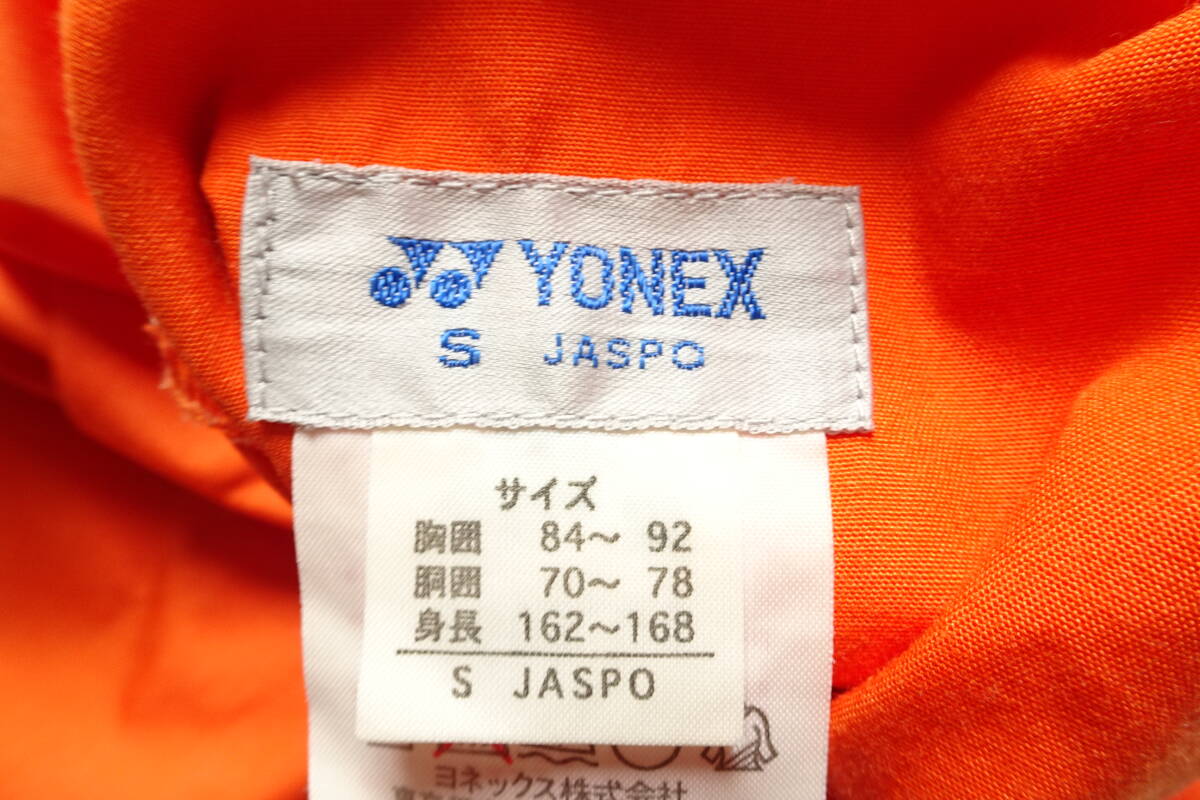 YONEX
S JASPO
サイズ
胸囲 84～ 92
胴囲 70～ 78
身長 162～168
S JASPO
ヨネックス株式会社